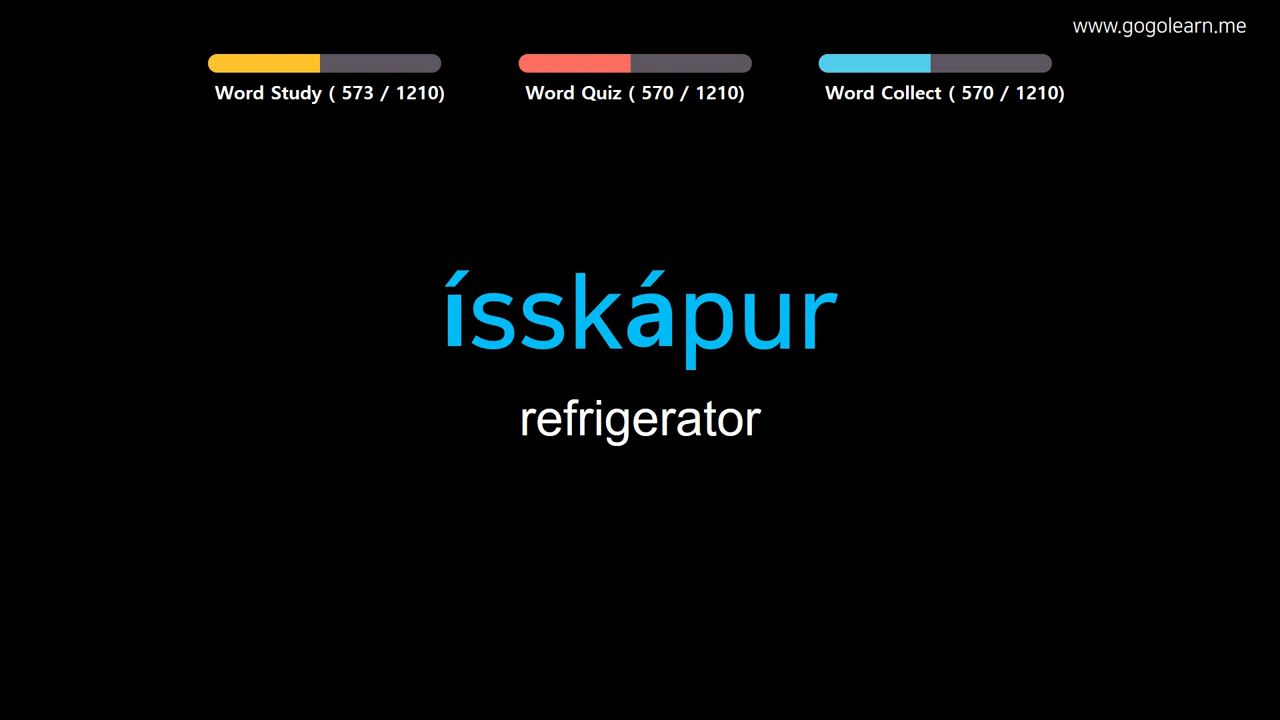 www.gogolearn.me
Word Study ( 573 / 1210)
Word Quiz ( 570 / 1210)
Word Collect ( 570 / 1210)
ísskápur
refrigerator